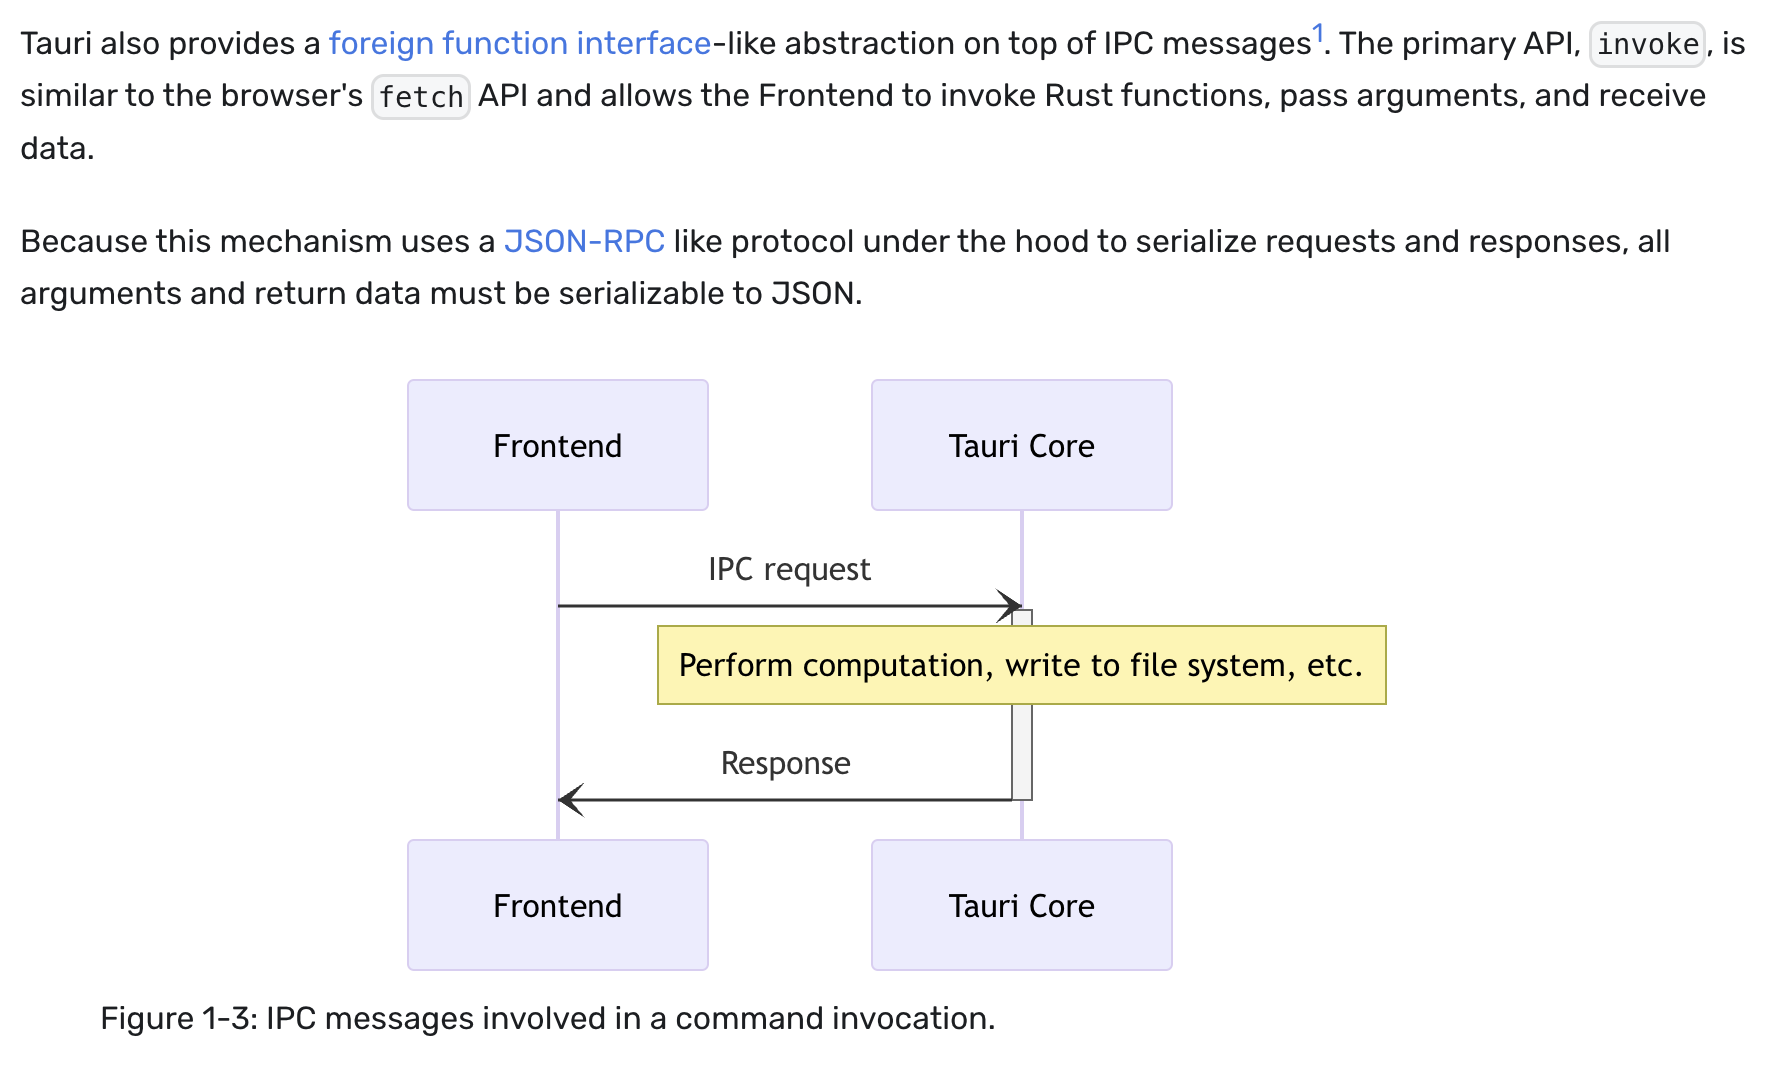 Tauri also provides a foreign function interface-like abstraction on top of IPC messages1. The primary API, invoke, is
similar to the browser's fetch API and allows the Frontend to invoke Rust functions, pass arguments, and receive
data.
Because this mechanism uses a JSON-RPC like protocol under the hood to serialize requests and responses, all
arguments and return data must be serializable to JSON.
Frontend
Tauri Core
IPC request
Perform computation, write to file system, etc.
Response
Frontend
Tauri Core
Figure 1-3: IPC messages involved in a command invocation.